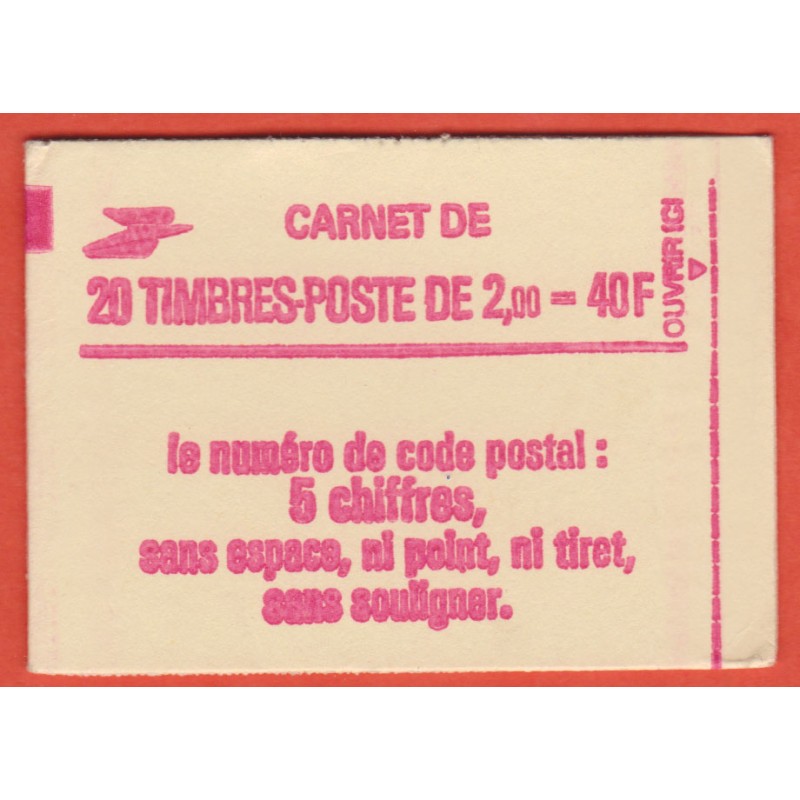 CARNET DE
20 TIMBRES-POSTE DE 2,00 = 40F
OUVRIR ICI
le numéro de code postal :
5 chiffres,
sans espace, ni point, ni tiret,
sans souligner.